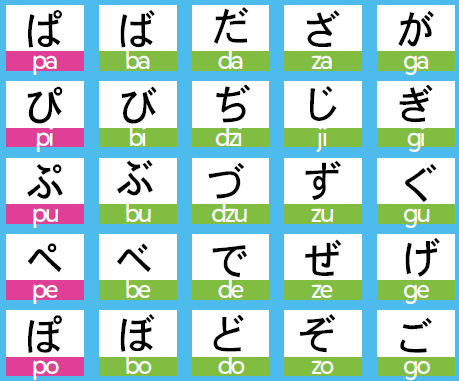 ぱ ば だ ざ が
pa ba da za ga
ぴ び ぢ じ ぎ
pi bi dzi ji gi
ぷ ぶ づ ず ぐ
pu bu dzu zu gu
ぺ べ で ぜ げ
pe be de ze ge
ぽ ぼ ど ぞ ご
po bo do zo go